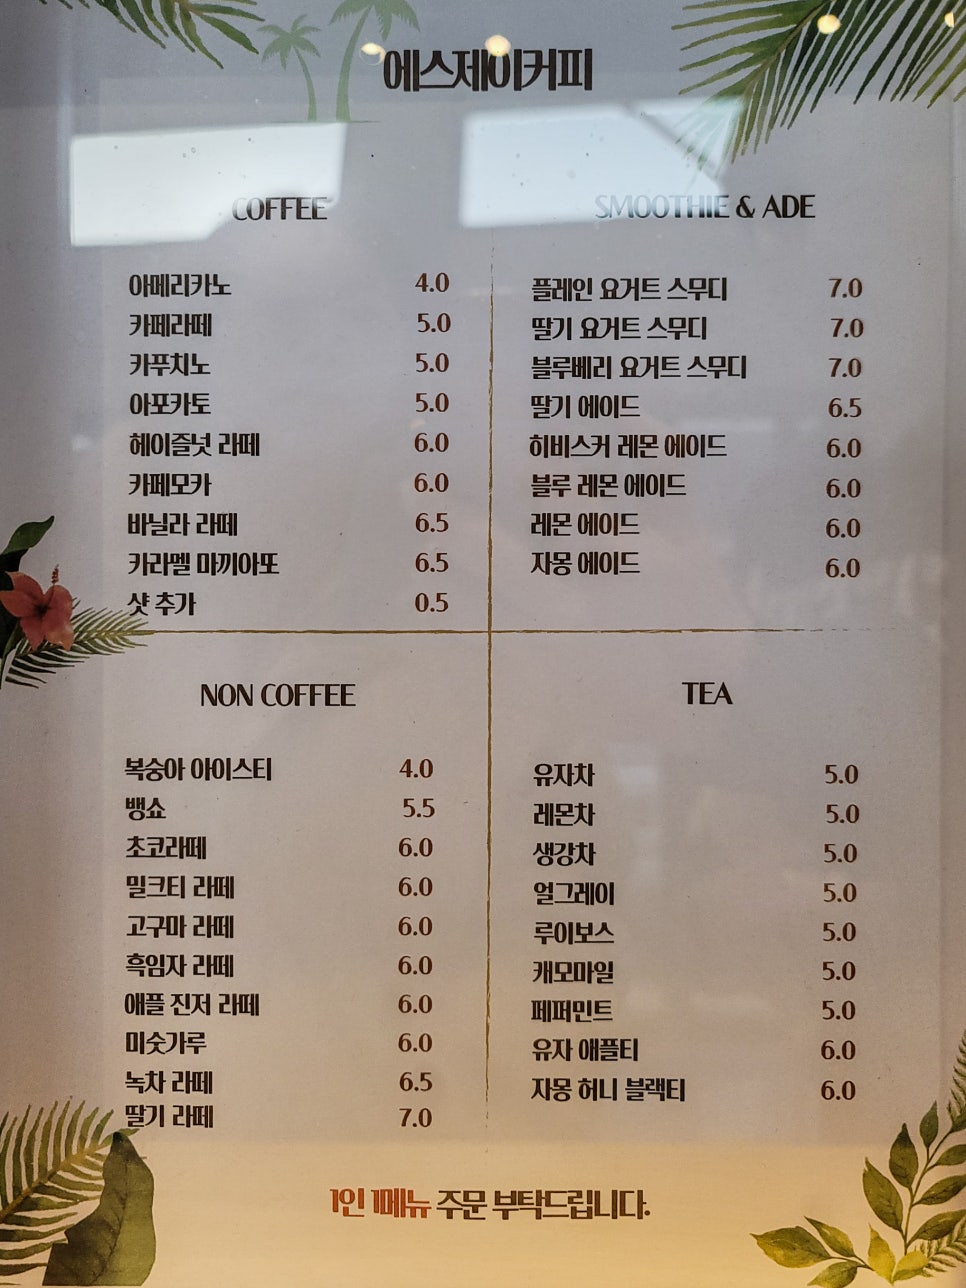 에스제이커피
COFFEE
아메리카노 4.0
카페라떼 5.0
카푸치노 5.0
아포카토 5.0
헤이즐넛 라떼 6.0
카페모카 6.0
바닐라 라떼 6.5
카라멜 마끼아또 6.5
샷 추가 0.5
SMOOTHIE & ADE
플레인 요거트 스무디 7.0
딸기 요거트 스무디 7.0
블루베리 요거트 스무디 7.0
딸기 에이드 6.5
히비스커 레몬 에이드 6.0
블루 레몬 에이드 6.0
레몬 에이드 6.0
자몽 에이드 6.0
NON COFFEE
복숭아 아이스티 4.0
뱅쇼 5.5
초코라떼 6.0
밀크티 라떼 6.0
고구마 라떼 6.0
흑임자 라떼 6.0
애플 진저 라떼 6.0
미숫가루 6.0
녹차 라떼 6.5
딸기 라떼 7.0
TEA
유자차 5.0
레몬차 5.0
생강차 5.0
얼그레이 5.0
루이보스 5.0
캐모마일 5.0
페퍼민트 5.0
유자 애플티 6.0
자몽 허니 블랙티 6.0
1인 1메뉴 주문 부탁드립니다.